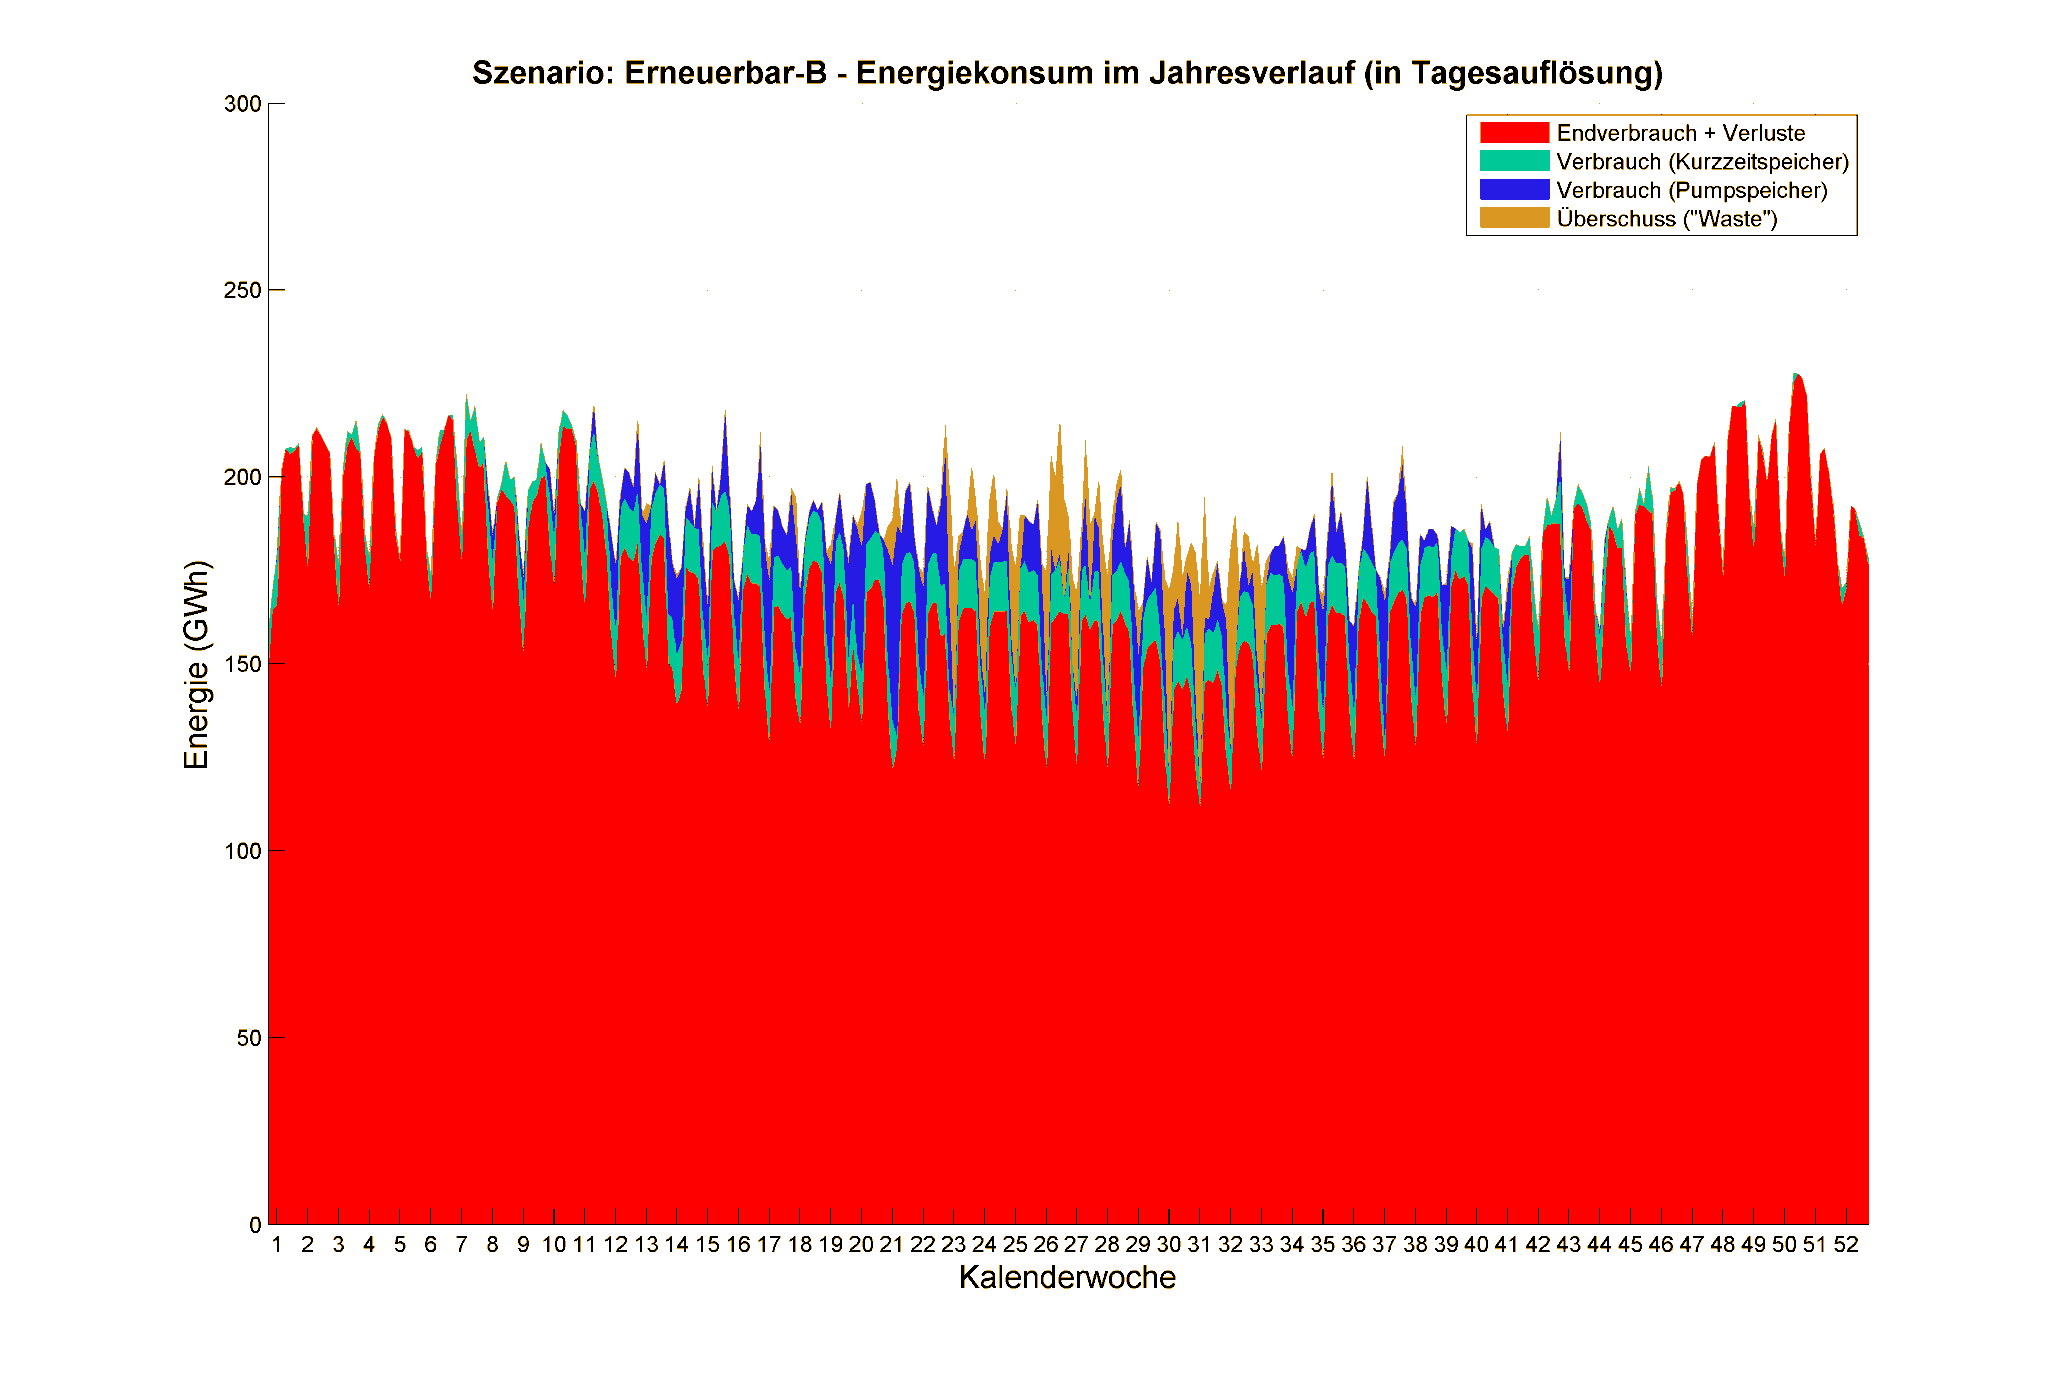 Szenario: Erneuerbar-B - Energiekonsum im Jahresverlauf (in Tagesauflösung)
300
250
200
150
100
50
0
Energie (GWh)
Endverbrauch + Verluste
Verbrauch (Kurzzeitspeicher)
Verbrauch (Pumpspeicher)
Überschuss ("Waste")
1 2 3 4 5 6 7 8 9 10 11 12 13 14 15 16 17 18 19 20 21 22 23 24 25 26 27 28 29 30 31 32 33 34 35 36 37 38 39 40 41 42 43 44 45 46 47 48 49 50 51 52
Kalenderwoche